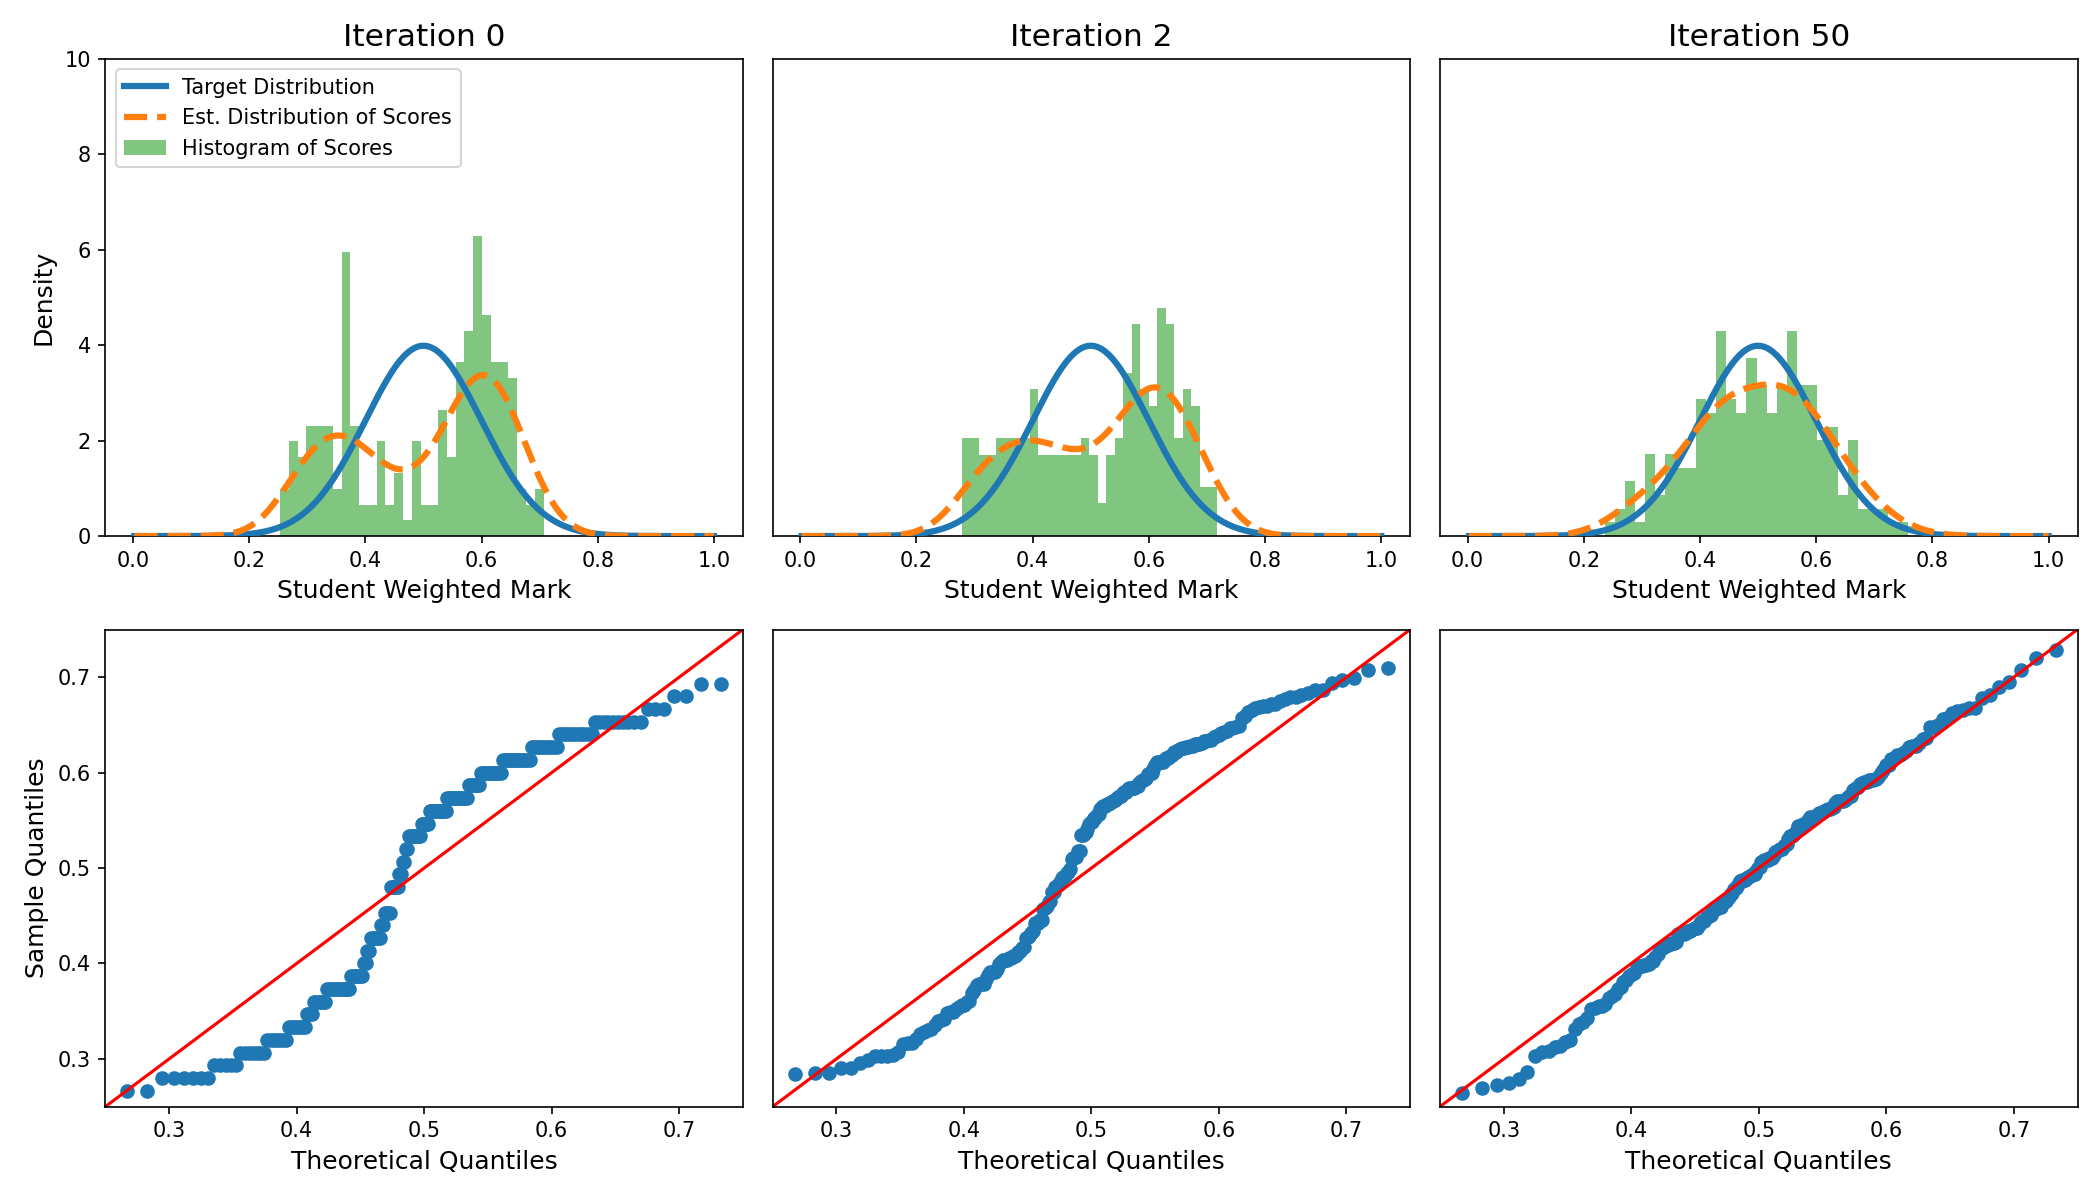 Iteration 0
Iteration 2
Iteration 50
10
8
6
4
2
0
Density
Target Distribution
Est. Distribution of Scores
Histogram of Scores
0.0 0.2 0.4 0.6 0.8 1.0
0.0 0.2 0.4 0.6 0.8 1.0
0.0 0.2 0.4 0.6 0.8 1.0
Student Weighted Mark
Student Weighted Mark
Student Weighted Mark
0.7
0.6
0.5
0.4
0.3
Sample Quantiles
0.3 0.4 0.5 0.6 0.7
0.3 0.4 0.5 0.6 0.7
0.3 0.4 0.5 0.6 0.7
Theoretical Quantiles
Theoretical Quantiles
Theoretical Quantiles